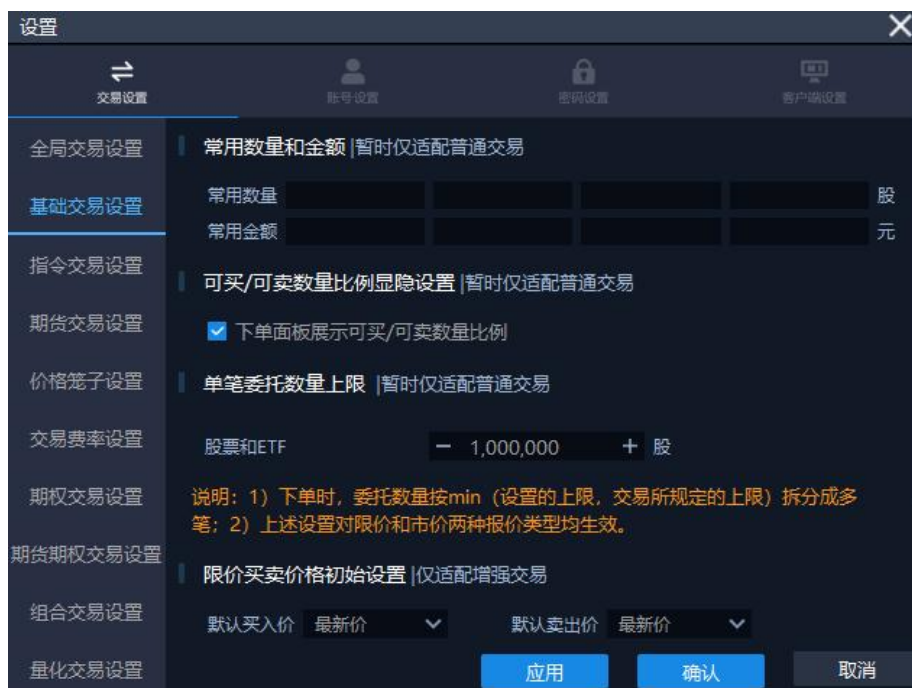 设置
交易设置 账号设置 密码设置 客户端设置
全局交易设置
基础交易设置
指令交易设置
期货交易设置
价格笼子设置
交易费率设置
期权交易设置
期货期权交易设置
组合交易设置
量化交易设置
常用数量和金额|暂时仅适配普通交易
常用数量 股
常用金额 元
可买/可卖数量比例显隐设置|暂时仅适配普通交易
下单面板展示可买/可卖数量比例
单笔委托数量上限 |暂时仅适配普通交易
股票和ETF − 1,000,000 + 股
说明：1）下单时，委托数量按min（设置的上限，交易所规定的上限）拆分成多
笔；2）上述设置对限价和市价两种报价类型均生效。
限价买卖价格初始设置|仅适配增强交易
默认买入价 最新价 默认卖出价 最新价
应用 确认 取消